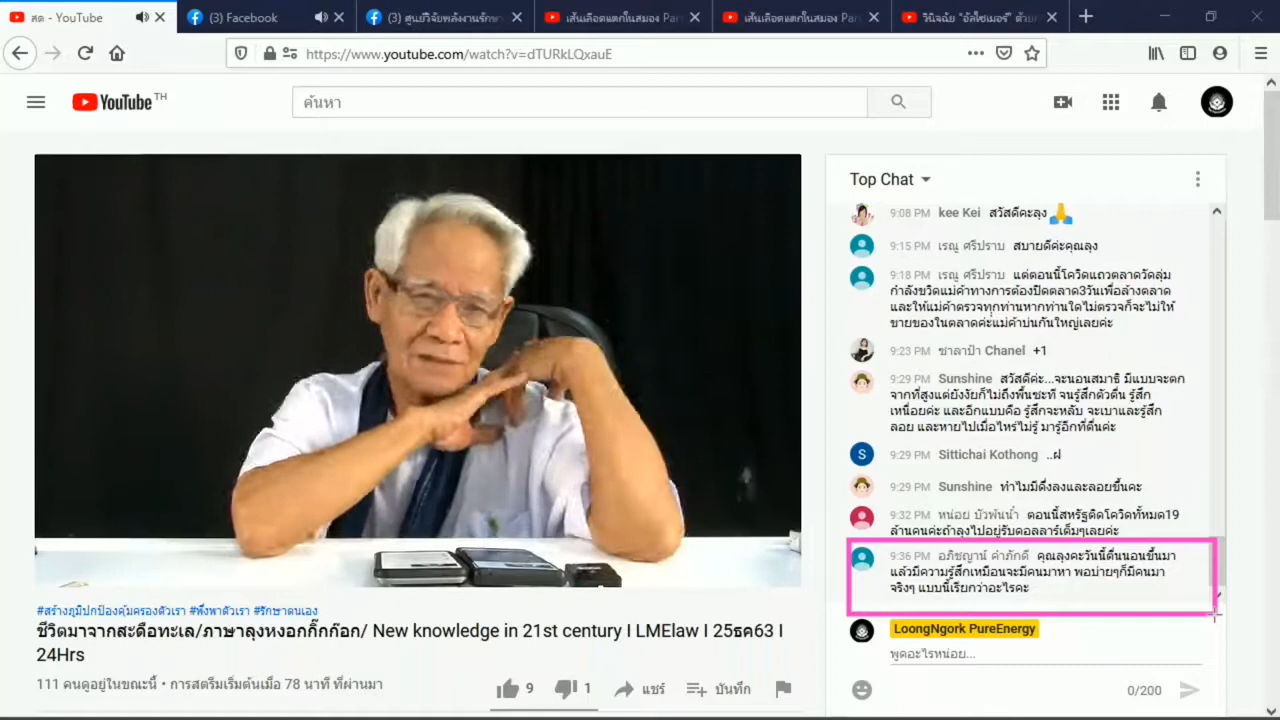 สด - YouTube
(3) Facebook
(3) ศูนย์วิจัยพลังงานรักษา
เส้นเลือดแตกในสมอง Par
เส้นเลือดแตกในสมอง Par
วินิจฉัย "อัลไซเมอร์" ด้วย
https://www.youtube.com/watch?v=dTURkLQxauE
YouTube TH
ค้นหา
Top Chat
9:08 PM kee Kei สวัสดีคะลุง
9:15 PM เรณู ศรีปราบ สบายดีค่ะคุณลุง
9:18 PM เรณู ศรีปราบ แต่ตอนนี้โควิดแถวตลาดวัดลุ่ม
กำลังขวิดแม่ค้าทางการต้องปิดตลาด3วันเพื่อล้างตลาด
และให้แม่ค้าตรวจทุกท่านหากท่านใดไม่ตรวจก็จะไม่ให้
ขายของในตลาดค่ะแม่ค้าบ่นกันใหญ่เลยค่ะ
9:23 PM ชาลาป้า Chanel +1
9:29 PM Sunshine สวัสดีค่ะ...จะนอนสมาธิ มีแบบจะตก
จากที่สูงแต่ยังงัยก็ไม่ถึงพื้นซะที จนรู้สึกตัวตื่น รู้สึก
เหนื่อยค่ะ และอีกแบบคือ รู้สึกจะหลับ จะเบาและรู้สึก
ลอย และหายไปเมื่อไหร่ไม่รู้ มารู้อีกที่ตื่นค่ะ
9:29 PM Sittichai Kothong ..ฝ
9:29 PM Sunshine ทำไมมีดึ่งลงและลอยขึ้นคะ
9:32 PM หน่อย บัวพันน้ำ ตอนนี้สหรัฐติดโควิดทั้หมด19
ล้านคนค่ะถ้าลุงไปอยู่รับดอลลาร์เต็มๆเลยค่ะ
9:36 PM อภิชญาน์ คำภักดี คุณลุงคะวันนี้ตื่นนอนขึ้นมา
แล้วมีความรู้สึกเหมือนจะมีคนมาหา พอบ่ายๆก็มีคนมา
จริงๆ แบบนี้เรียกว่าอะไรคะ
LoongNgork PureEnergy
พูดอะไรหน่อย...
0/200
#สร้างภูมิปกป้องคุ้มครองตัวเรา #พึ่งพาตัวเรา #รักษาตนเอง
ชีวิตมาจากสะดือทะเล/ภาษาลุงหงอกกิ๊กก๊อก/ New knowledge in 21st century I LMElaw I 25ธค63 I
24Hrs
111 คนดูอยู่ในขณะนี้ • การสตรีมเริ่มต้นเมื่อ 78 นาที ที่ผ่านมา
9 1 แชร์ บันทึก